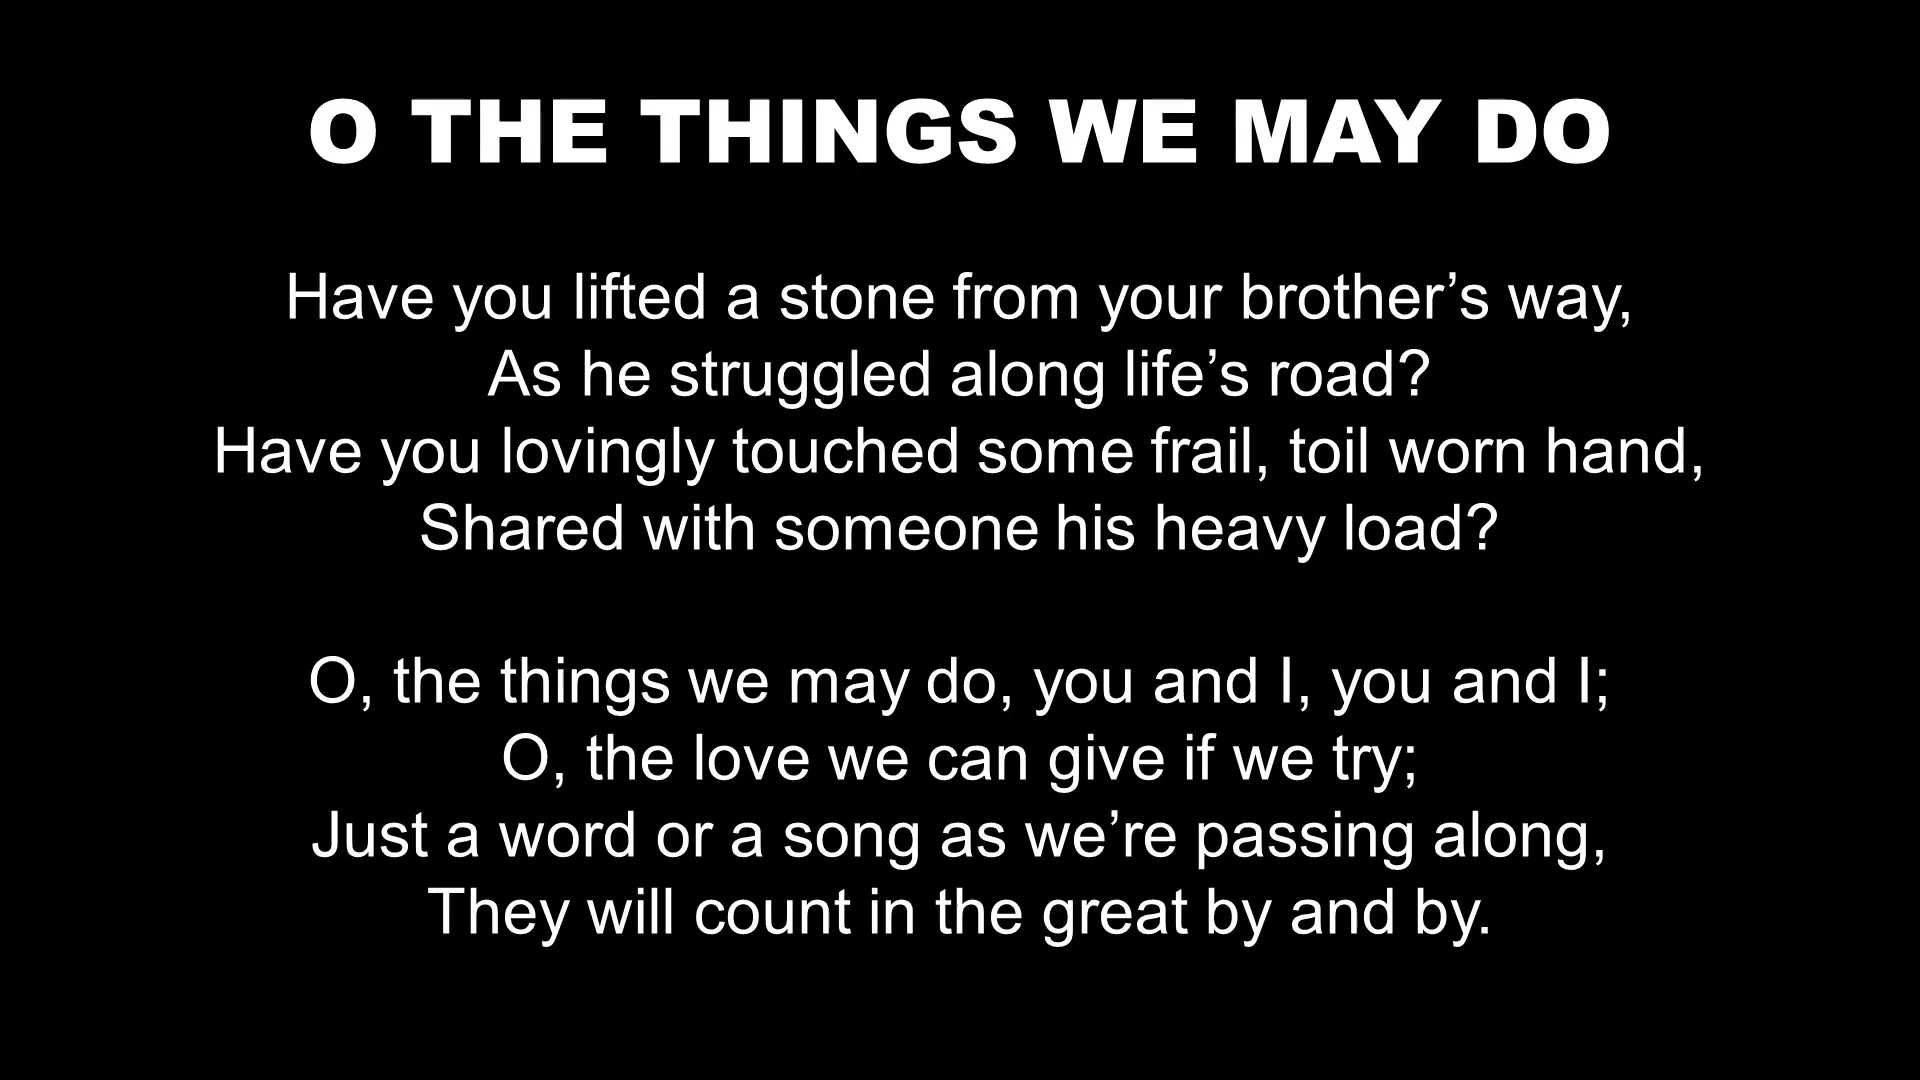 O THE THINGS WE MAY DO
Have you lifted a stone from your brother’s way,
As he struggled along life’s road?
Have you lovingly touched some frail, toil worn hand,
Shared with someone his heavy load?
O, the things we may do, you and I, you and I;
O, the love we can give if we try;
Just a word or a song as we’re passing along,
They will count in the great by and by.